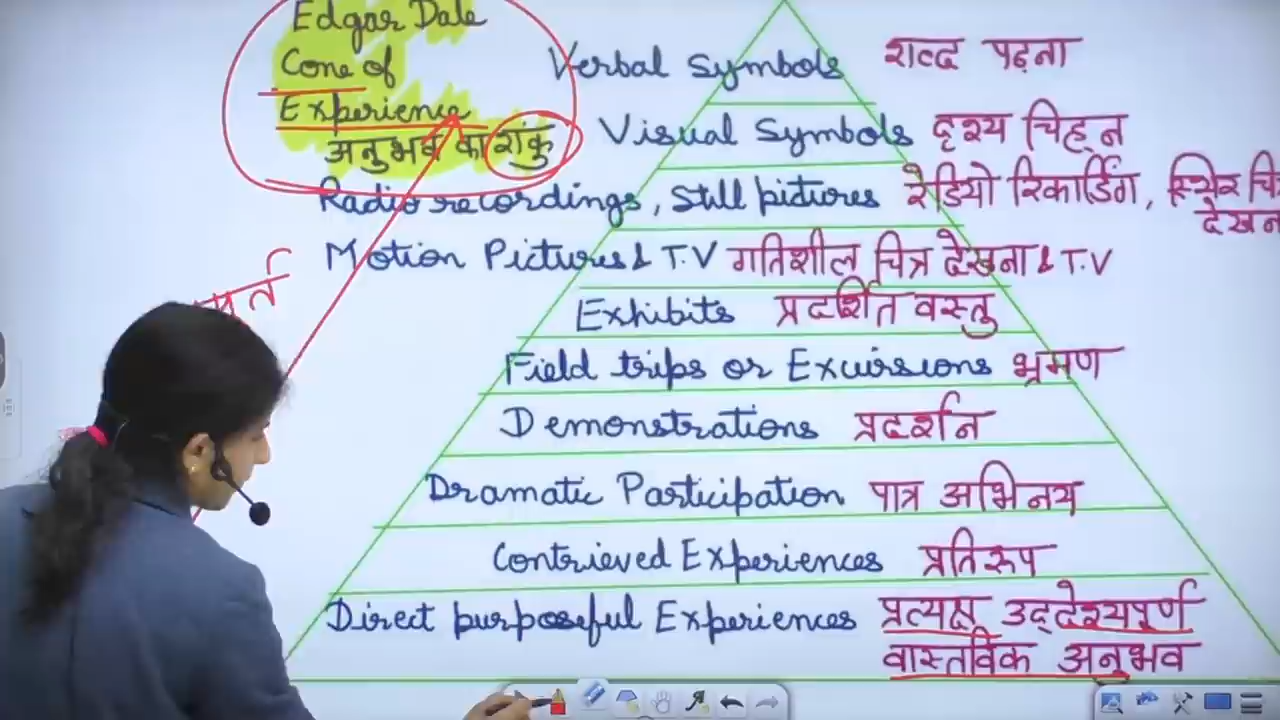 Edgar Dale
Cone of
Experience
अनुभव का शंकु
Verbal Symbols शब्द पढ़ना
Visual Symbols दृश्य चिह्न
Radio recordings, Still pictures रेडियो रिकार्डिंग, स्थिर
Motion Pictures & T.V गतिशील चित्र देखना & T.V
Exhibits प्रदर्शित वस्तु
Field trips or Excursions भ्रमण
Demonstrations प्रदर्शन
Dramatic Participation पात्र अभिनय
Contrieved Experiences प्रतिरूप
Direct purposeful Experiences प्रत्यक्ष उद्देश्यपूर्ण
वास्तविक अनुभव